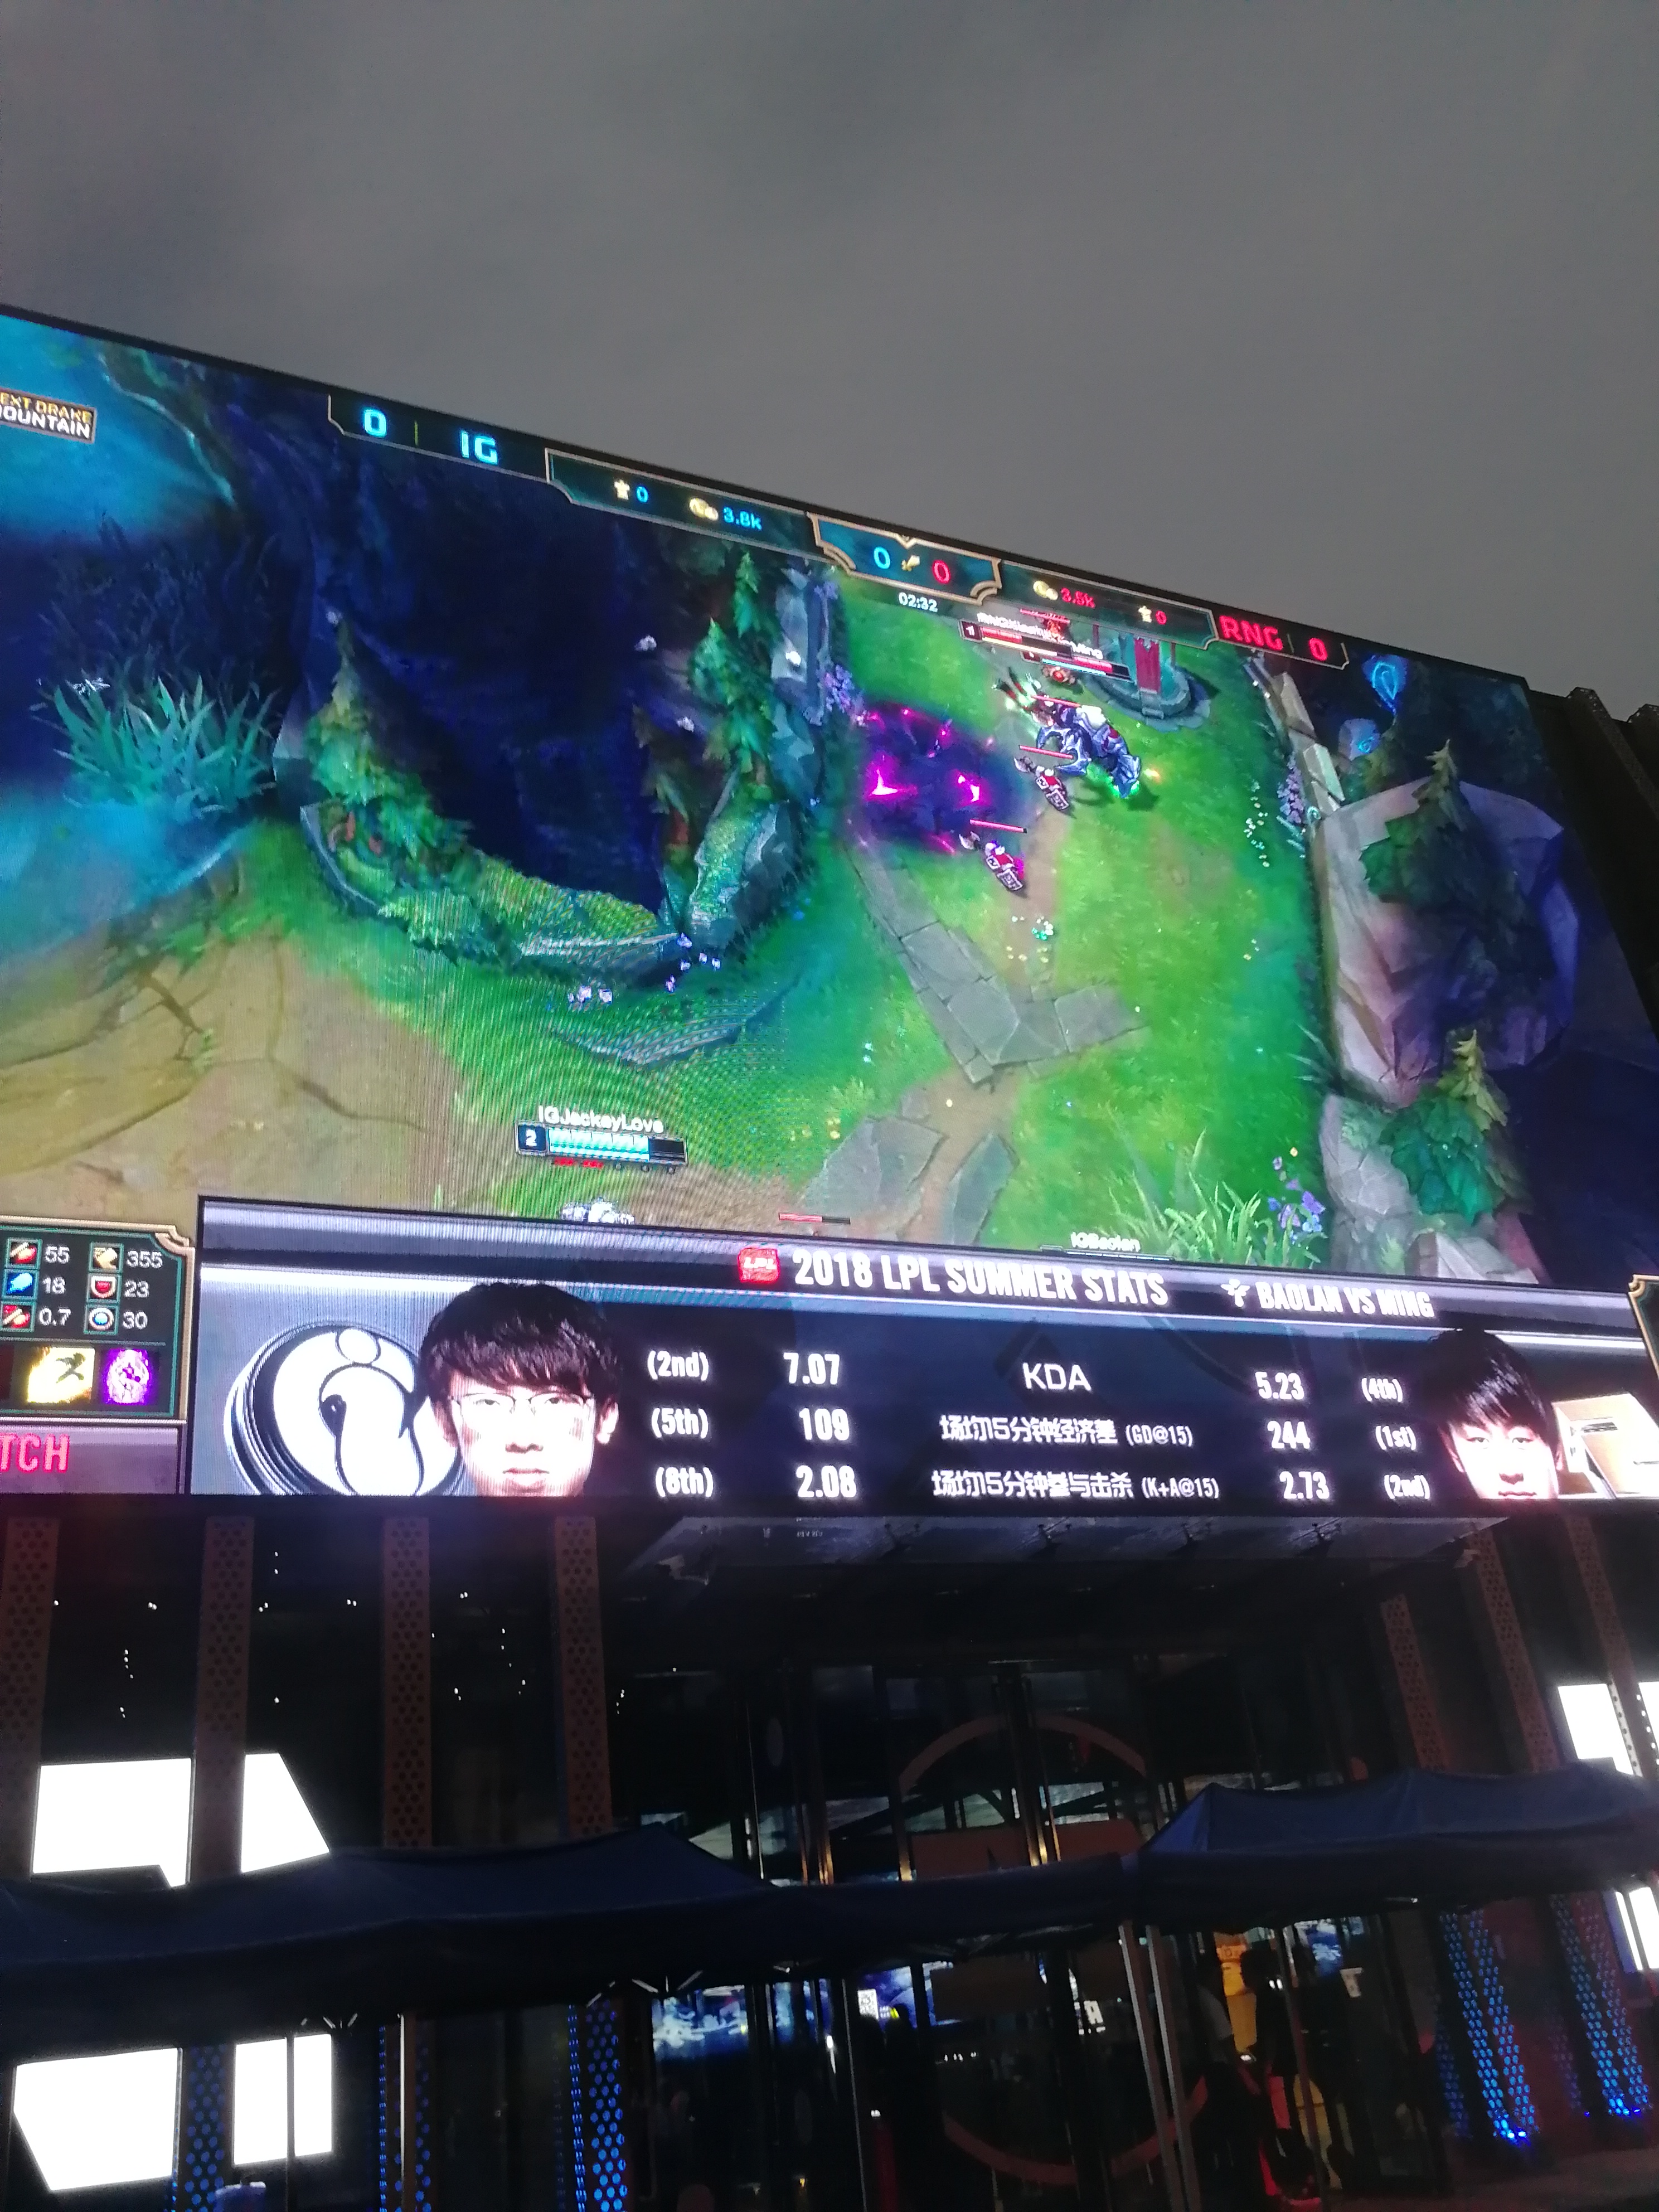 MOUNTAIN
0 IG
0 3.8k
0 0
02:32
3.5k 0
RNG 0
IGJackeyLove
2
IGBaolan
55 355
18 23
0.7 30
TCH
LPL 2018 LPL SUMMER STATS BAOLAN VS MING
(2nd) 7.07 KDA 5.23 (4th)
(5th) 109 场均15分钟经济差 (GD@15) 244 (1st)
(8th) 2.08 场均15分钟参与击杀 (K+A@15) 2.73 (2nd)